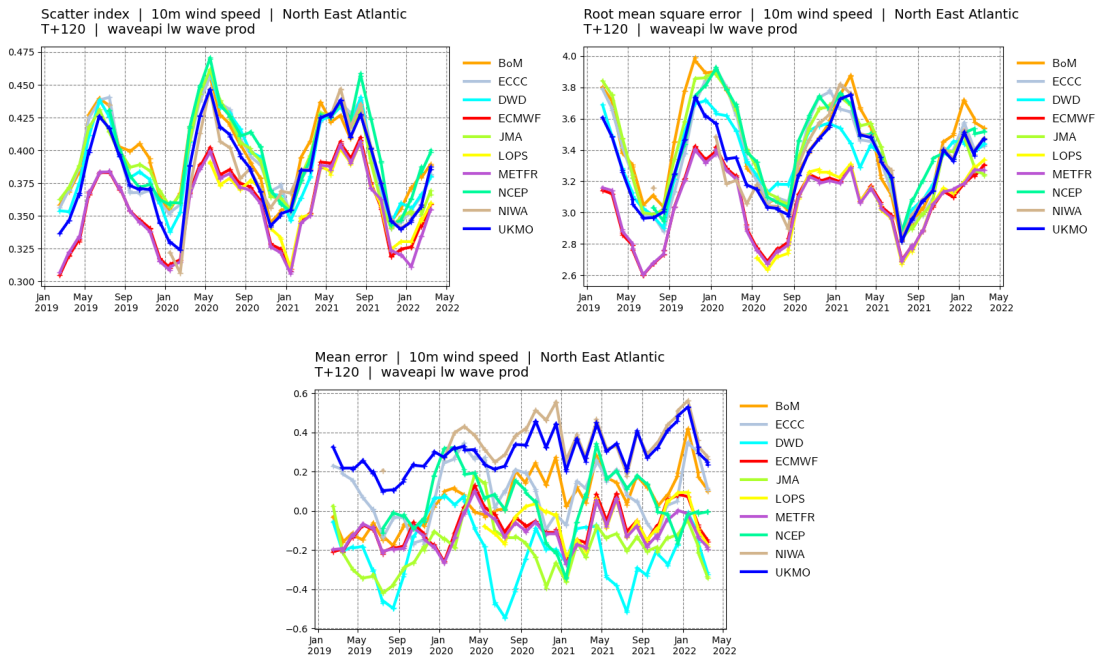 Scatter index | 10m wind speed | North East Atlantic
T+120 | waveapi lw wave prod
0.475
0.450
0.425
0.400
0.375
0.350
0.325
0.300
Jan 2019
May 2019
Sep 2019
Jan 2020
May 2020
Sep 2020
Jan 2021
May 2021
Sep 2021
Jan 2022
May 2022
BoM
ECCC
DWD
ECMWF
JMA
LOPS
METFR
NCEP
NIWA
UKMO
Root mean square error | 10m wind speed | North East Atlantic
T+120 | waveapi lw wave prod
4.0
3.8
3.6
3.4
3.2
3.0
2.8
2.6
Jan 2019
May 2019
Sep 2019
Jan 2020
May 2020
Sep 2020
Jan 2021
May 2021
Sep 2021
Jan 2022
May 2022
BoM
ECCC
DWD
ECMWF
JMA
LOPS
METFR
NCEP
NIWA
UKMO
Mean error | 10m wind speed | North East Atlantic
T+120 | waveapi lw wave prod
0.6
0.4
0.2
0.0
−0.2
−0.4
−0.6
Jan 2019
May 2019
Sep 2019
Jan 2020
May 2020
Sep 2020
Jan 2021
May 2021
Sep 2021
Jan 2022
May 2022
BoM
ECCC
DWD
ECMWF
JMA
LOPS
METFR
NCEP
NIWA
UKMO